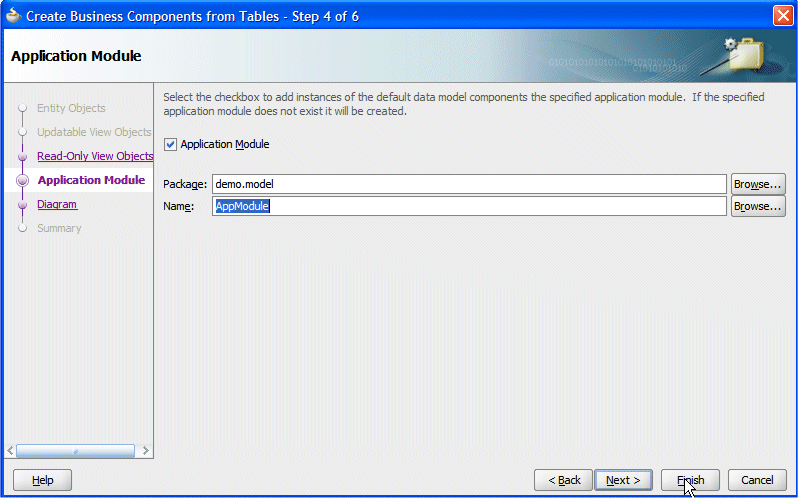 Create Business Components from Tables - Step 4 of 6
Application Module
010101010101010101010101010101
01010101010
Entity Objects
Updatable View Objects
Read-Only View Objects
Application Module
Diagram
Summary
Select the checkbox to add instances of the default data model components the specified application module. If the specified
application module does not exist it will be created.
Application Module
Package: demo.model Browse...
Name: AppModule Browse...
Help < Back Next > Finish Cancel